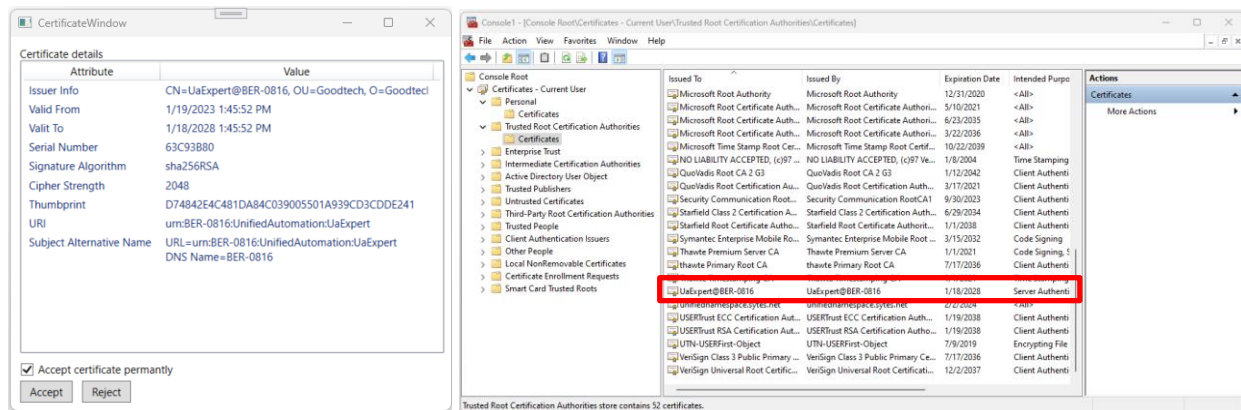 CertificateWindow
Certificate details
Attribute Value
Issuer Info CN=UaExpert@BER-0816, OU=Goodtech, O=Goodtecl
Valid From 1/19/2023 1:45:52 PM
Valit To 1/18/2028 1:45:52 PM
Serial Number 63C93B80
Signature Algorithm sha256RSA
Cipher Strength 2048
Thumbprint D74842E4C481DA84C039005501A939CD3CDDE241
URI urn:BER-0816:UnifiedAutomation:UaExpert
Subject Alternative Name URL=urn:BER-0816:UnifiedAutomation:UaExpert
DNS Name=BER-0816
Accept certificate permantly
Accept Reject
Console1 - [Console Root\Certificates - Current User\Trusted Root Certification Authorities\Certificates]
File Action View Favorites Window Help
Console Root
Certificates - Current User
Personal
Certificates
Trusted Root Certification Authorities
Certificates
Enterprise Trust
Intermediate Certification Authorities
Active Directory User Object
Trusted Publishers
Untrusted Certificates
Third-Party Root Certification Authorities
Trusted People
Client Authentication Issuers
Other People
Local NonRemovable Certificates
Certificate Enrollment Requests
Smart Card Trusted Roots
Issued To Issued By Expiration Date Intended Purpo
Microsoft Root Authority Microsoft Root Authority 12/31/2020 <All>
Microsoft Root Certificate Auth... Microsoft Root Certificate Authori... 5/10/2021 <All>
Microsoft Root Certificate Auth... Microsoft Root Certificate Authori... 6/23/2035 <All>
Microsoft Root Certificate Auth... Microsoft Root Certificate Authori... 3/22/2036 <All>
Microsoft Time Stamp Root Cer... Microsoft Time Stamp Root Certif... 10/22/2039 <All>
NO LIABILITY ACCEPTED, (c)97 ... NO LIABILITY ACCEPTED, (c)97 Ve... 1/8/2004 Time Stamping
QuoVadis Root CA 2 G3 QuoVadis Root CA 2 G3 1/12/2042 Client Authenti
QuoVadis Root Certification Au... QuoVadis Root Certification Auth... 3/17/2021 Client Authenti
Security Communication Root... Security Communication RootCA1 9/30/2023 Client Authenti
Starfield Class 2 Certification A... Starfield Class 2 Certification Auth... 6/29/2034 Client Authenti
Starfield Root Certificate Autho... Starfield Root Certificate Authorit... 1/1/2038 Client Authenti
Symantec Enterprise Mobile Ro... Symantec Enterprise Mobile Root ... 3/15/2032 Code Signing
Thawte Premium Server CA Thawte Premium Server CA 1/1/2021 Code Signing, S
thawte Primary Root CA thawte Primary Root CA 7/17/2036 Client Authenti
UaExpert@BER-0816 UaExpert@BER-0816 1/18/2028 Server Authenti
unifiednamespace.sytes.net unifiednamespace.sytes.net 2/2/2024 <All>
USERTrust ECC Certification Aut... USERTrust ECC Certification Auth... 1/19/2038 Client Authenti
USERTrust RSA Certification Aut... USERTrust RSA Certification Autho... 1/19/2038 Client Authenti
UTN-USERFirst-Object UTN-USERFirst-Object 7/9/2019 Encrypting File
VeriSign Class 3 Public Primary ... VeriSign Class 3 Public Primary Ce... 7/17/2036 Client Authenti
VeriSign Universal Root Certific... VeriSign Universal Root Certificati... 12/2/2037 Client Authenti
Actions
Certificates
More Actions
Trusted Root Certification Authorities store contains 52 certificates.